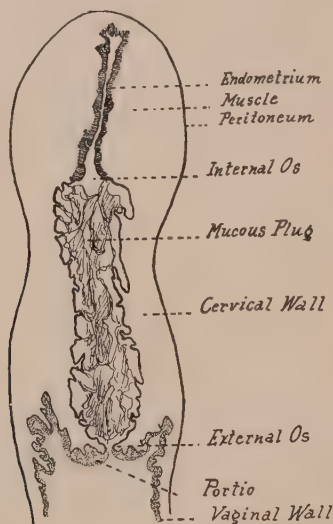 Endometrium
Muscle
Peritoneum
Internal Os
Mucous Plug
Cervical Wall
External Os
Portio
Vaginal Wall